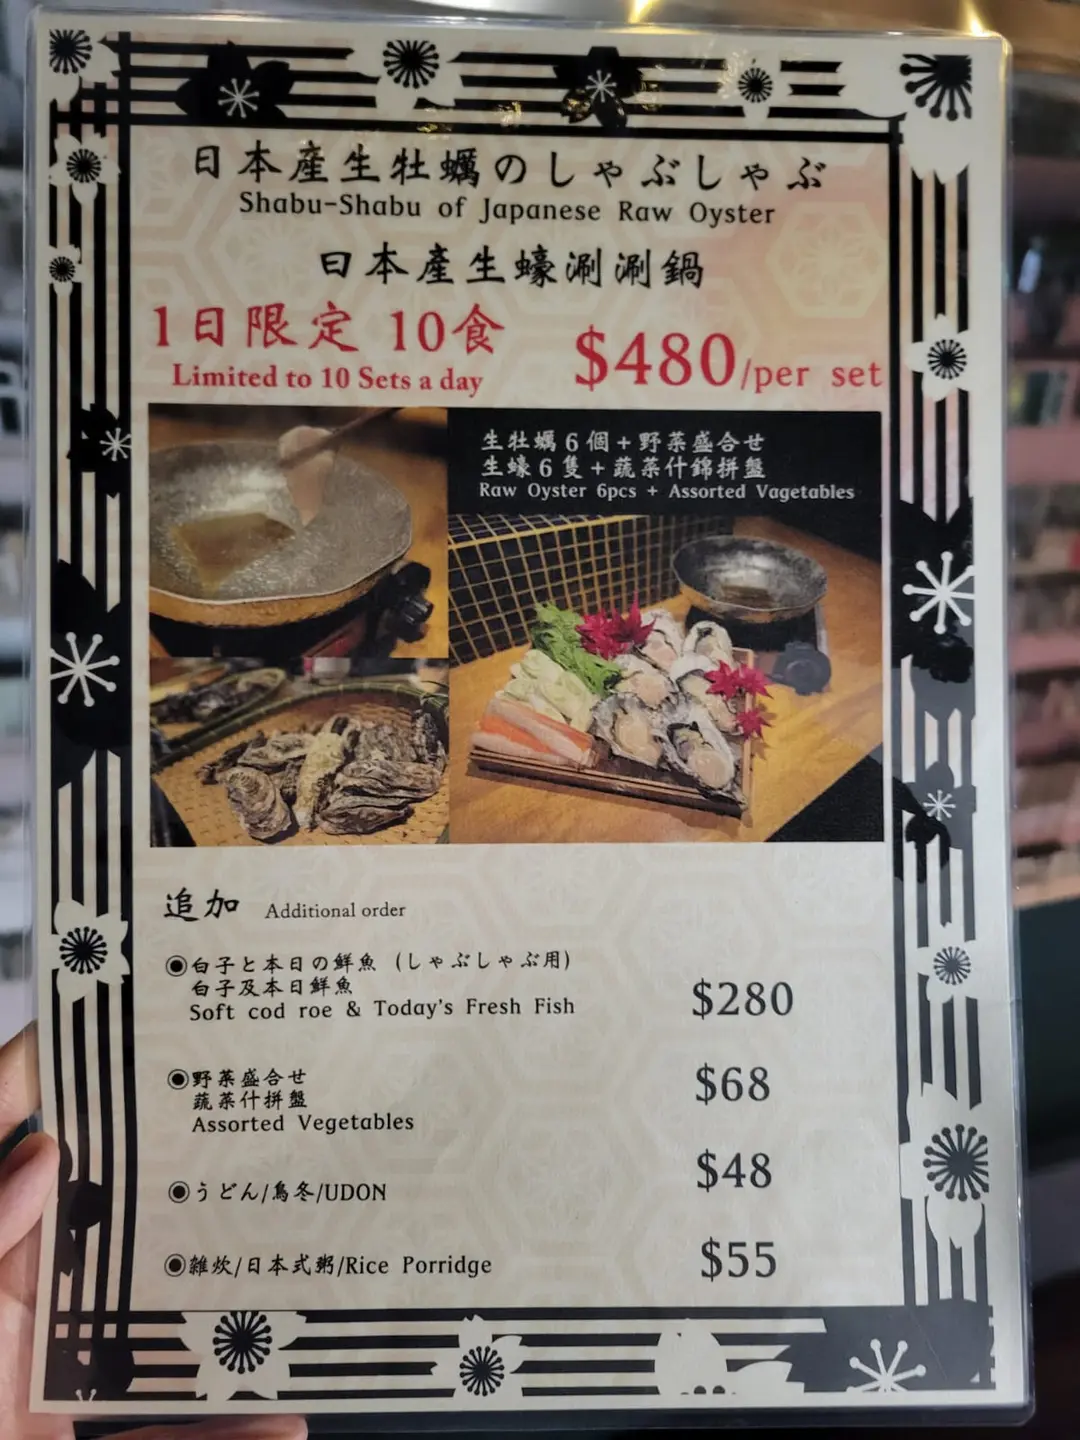 日本産生牡蠣のしゃぶしゃぶ
Shabu-Shabu of Japanese Raw Oyster
日本產生蠔涮涮鍋
1日限定 10食
Limited to 10 Sets a day
$480/per set
生牡蠣6個+野菜盛合せ
生蠔6隻+蔬菜什錦拼盤
Raw Oyster 6pcs + Assorted Vagetables
追加 Additional order
◉白子と本日の鮮魚 (しゃぶしゃぶ用)
白子及本日鮮魚
Soft cod roe & Today's Fresh Fish
$280
◉野菜盛合せ
蔬菜什拼盤
Assorted Vegetables
$68
◉うどん/烏冬/UDON
$48
◉雑炊/日本式粥/Rice Porridge
$55